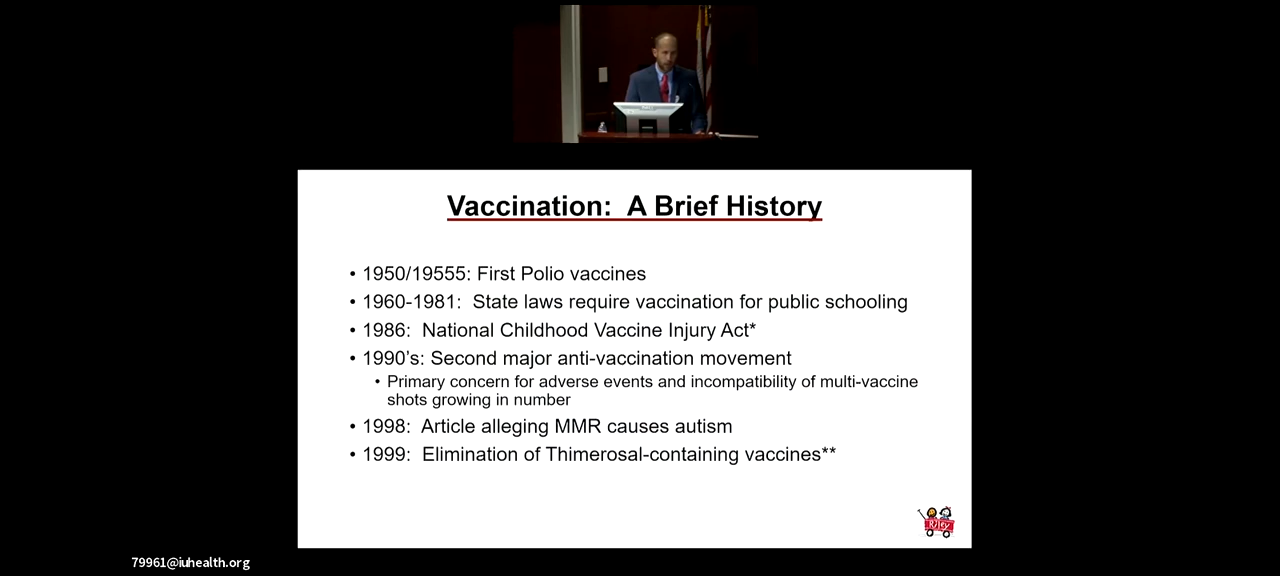 Vaccination: A Brief History
• 1950/19555: First Polio vaccines
• 1960-1981: State laws require vaccination for public schooling
• 1986: National Childhood Vaccine Injury Act*
• 1990's: Second major anti-vaccination movement
• Primary concern for adverse events and incompatibility of multi-vaccine
shots growing in number
• 1998: Article alleging MMR causes autism
• 1999: Elimination of Thimerosal-containing vaccines**
Riley
79961@iuhealth.org